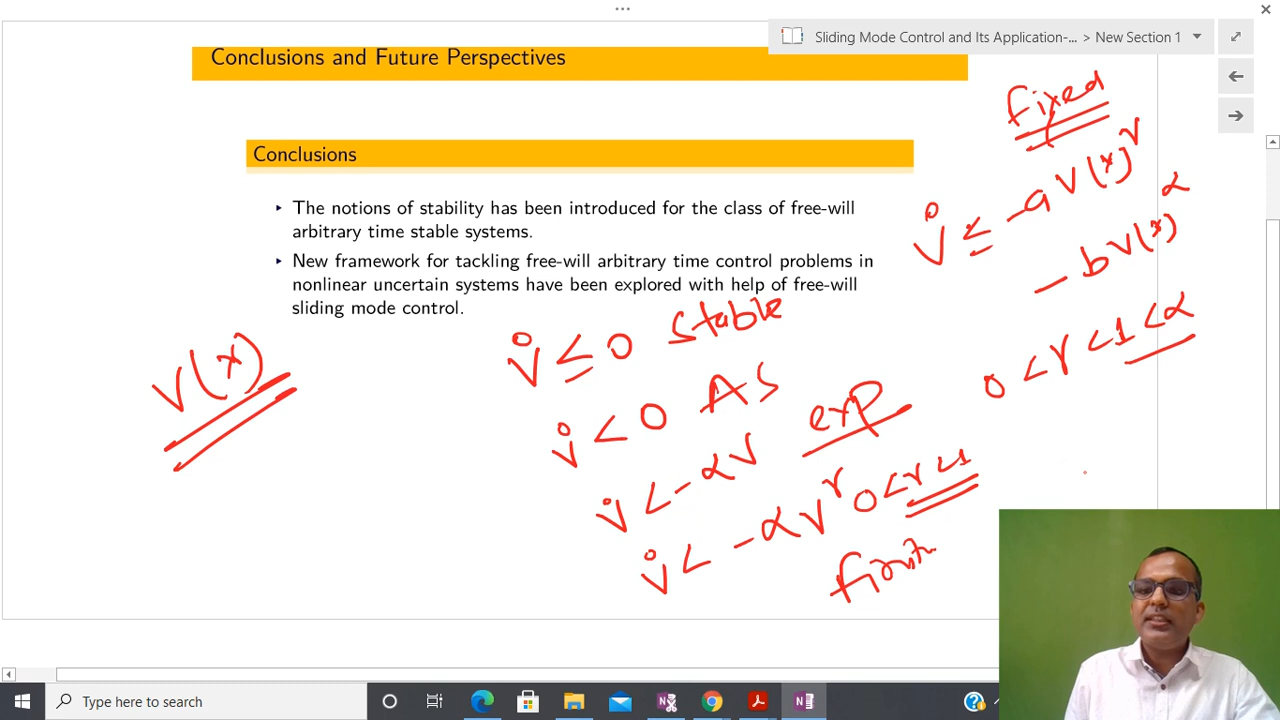 Sliding Mode Control and Its Application-... > New Section 1
Conclusions and Future Perspectives
Conclusions
The notions of stability has been introduced for the class of free-will
arbitrary time stable systems.
New framework for tackling free-will arbitrary time control problems in
nonlinear uncertain systems have been explored with help of free-will
sliding mode control.
fixed
V̇ ≤ -a V(x)^γ
- b V(x)^α
0 < γ < 1 < α
V(x)
V̇ ≤ 0 Stable
V̇ < 0 AS
V̇ < -αV exp
V̇ < -αV^γ 0 < γ < 1
Type here to search